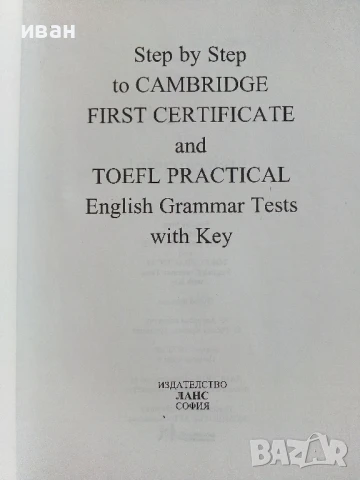 иван
Step by Step
to CAMBRIDGE
FIRST CERTIFICATE
and
TOEFL PRACTICAL
English Grammar Tests
with Key
ИЗДАТЕЛСТВО
ЛАНС
СОФИЯ
BAZAR